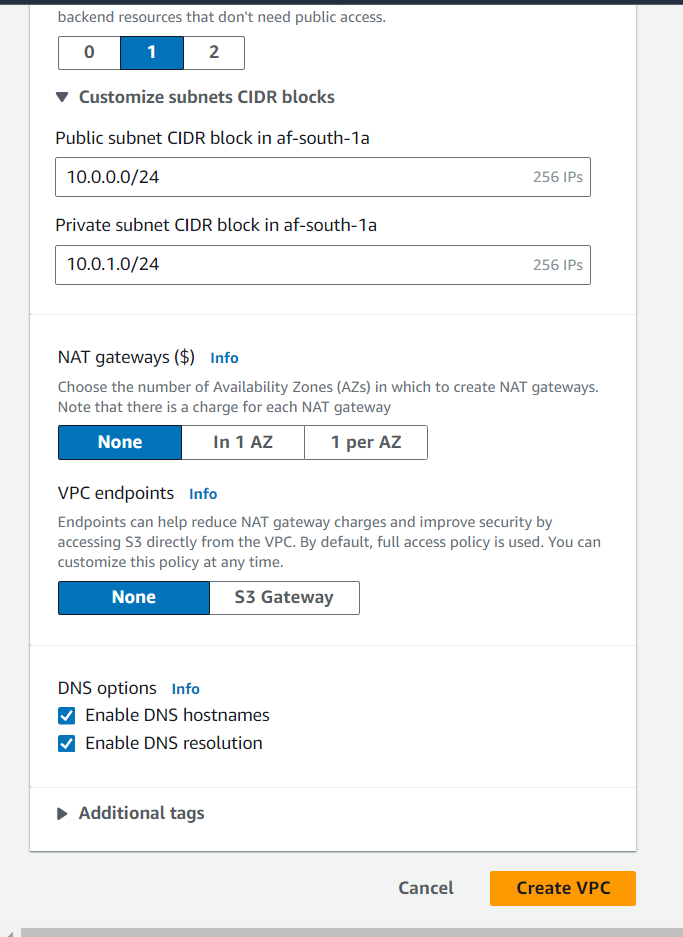 backend resources that don't need public access.
0 1 2
Customize subnets CIDR blocks
Public subnet CIDR block in af-south-1a
10.0.0.0/24 256 IPs
Private subnet CIDR block in af-south-1a
10.0.1.0/24 256 IPs
NAT gateways ($) Info
Choose the number of Availability Zones (AZs) in which to create NAT gateways.
Note that there is a charge for each NAT gateway
None In 1 AZ 1 per AZ
VPC endpoints Info
Endpoints can help reduce NAT gateway charges and improve security by
accessing S3 directly from the VPC. By default, full access policy is used. You can
customize this policy at any time.
None S3 Gateway
DNS options Info
Enable DNS hostnames
Enable DNS resolution
Additional tags
Cancel Create VPC